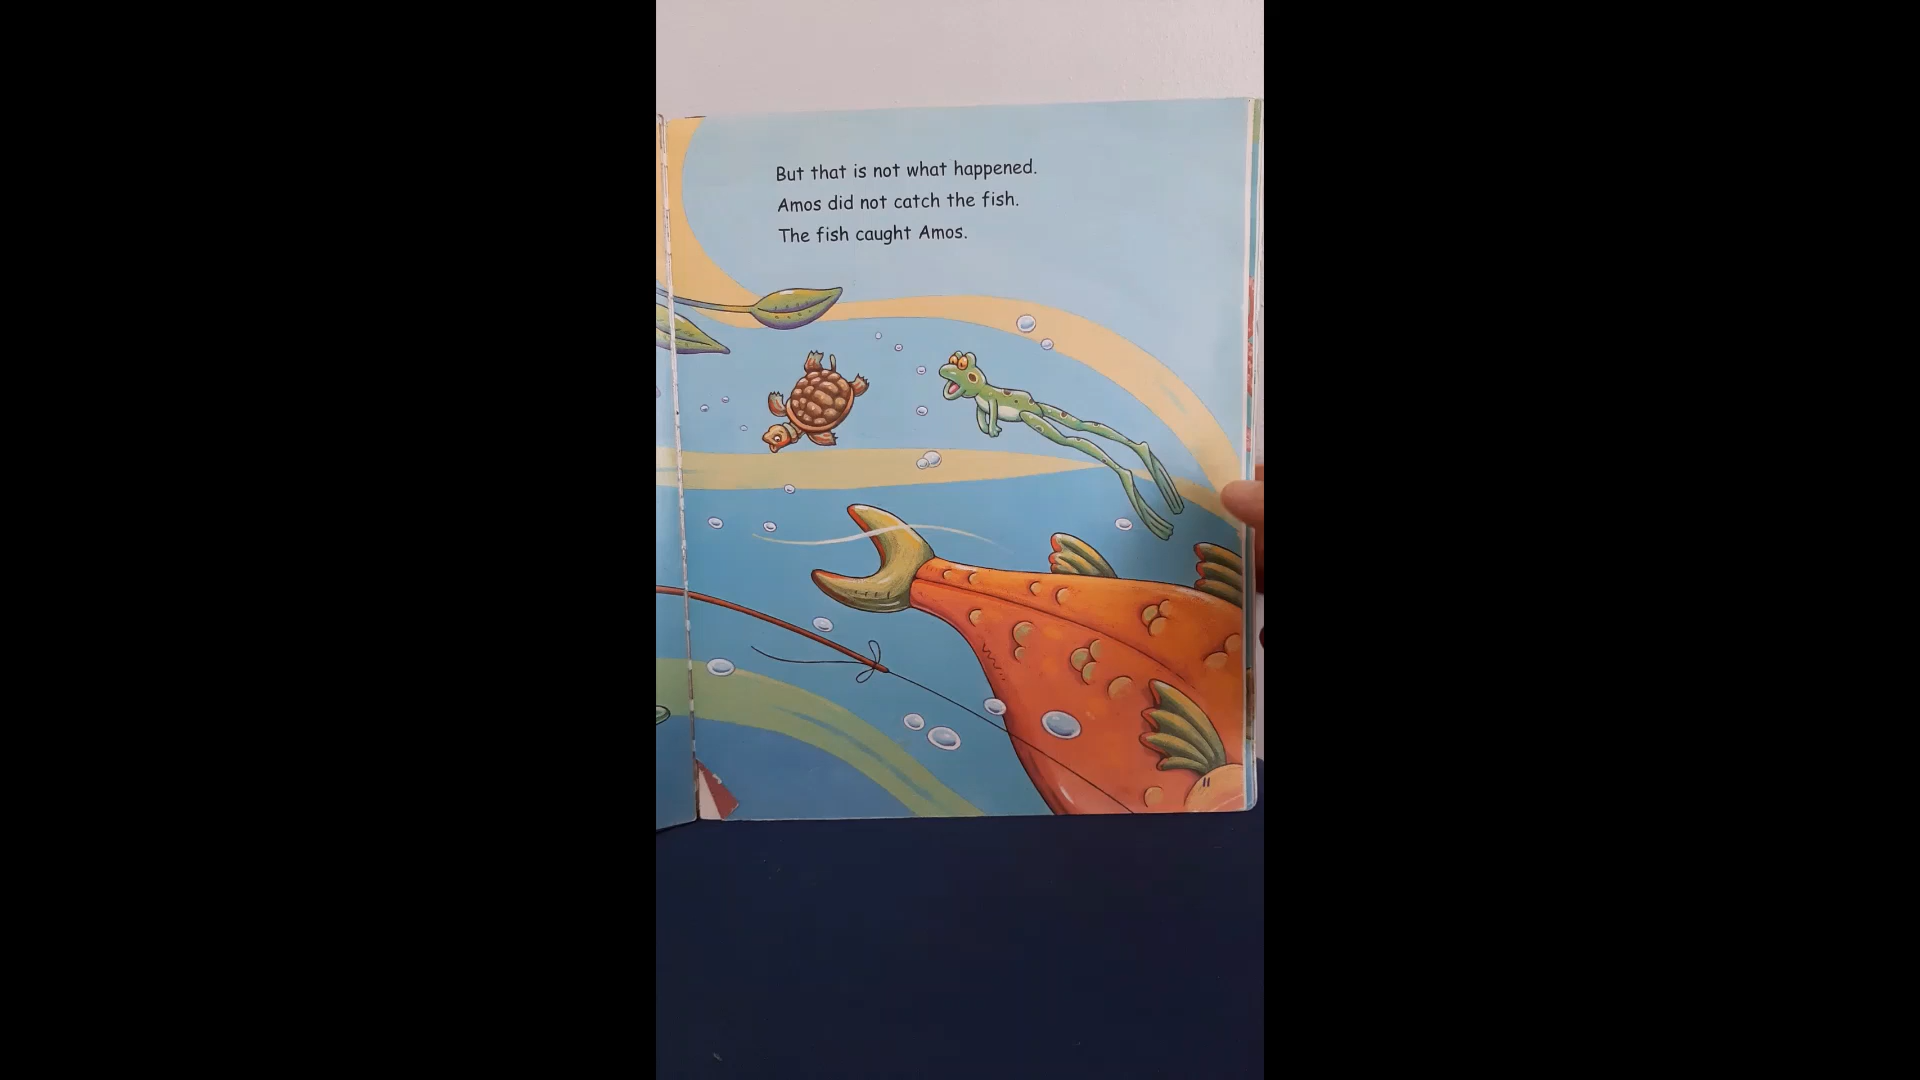 But that is not what happened.
Amos did not catch the fish.
The fish caught Amos.